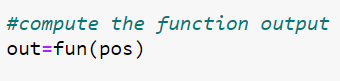 #compute the function output
out=fun(pos)